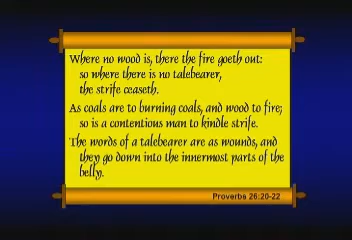 Where no wood is, there the fire goeth out:
so where there is no talebearer,
the strife ceaseth.
As coals are to burning coals, and wood to fire;
so is a contentious man to kindle strife.
The words of a talebearer are as wounds, and
they go down into the innermost parts of the
belly.
Proverbs 26:20-22